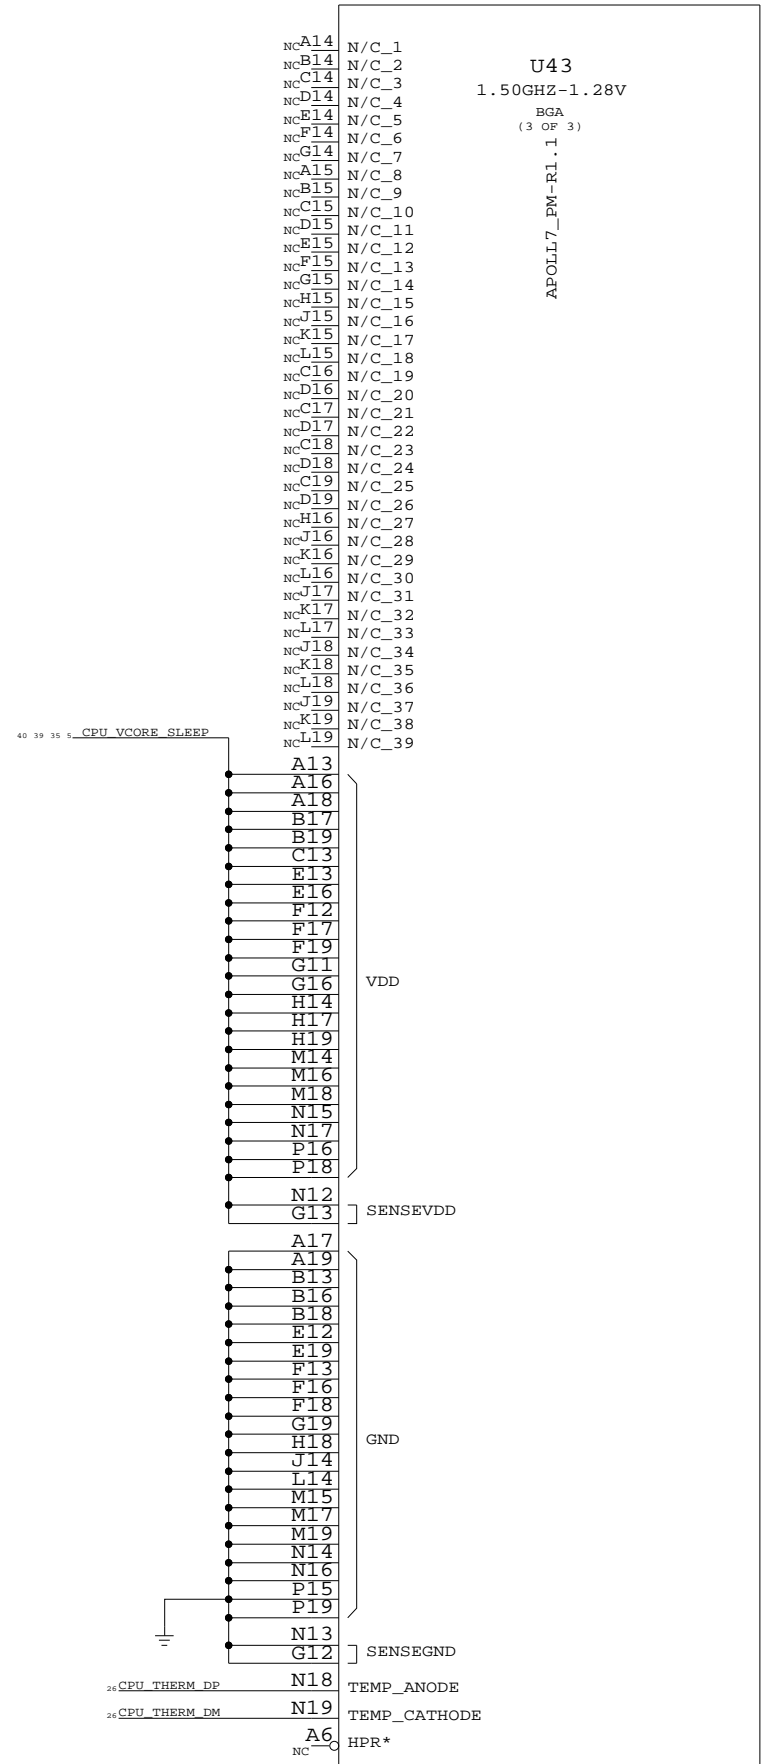 NC A14 N/C_1
NC B14 N/C_2
NC C14 N/C_3
NC D14 N/C_4
NC E14 N/C_5
NC F14 N/C_6
NC G14 N/C_7
NC A15 N/C_8
NC B15 N/C_9
NC C15 N/C_10
NC D15 N/C_11
NC E15 N/C_12
NC F15 N/C_13
NC G15 N/C_14
NC H15 N/C_15
NC J15 N/C_16
NC K15 N/C_17
NC L15 N/C_18
NC C16 N/C_19
NC D16 N/C_20
NC C17 N/C_21
NC D17 N/C_22
NC C18 N/C_23
NC D18 N/C_24
NC C19 N/C_25
NC D19 N/C_26
NC H16 N/C_27
NC J16 N/C_28
NC K16 N/C_29
NC L16 N/C_30
NC J17 N/C_31
NC K17 N/C_32
NC L17 N/C_33
NC J18 N/C_34
NC K18 N/C_35
NC L18 N/C_36
NC J19 N/C_37
NC K19 N/C_38
NC L19 N/C_39
U43
1.50GHZ-1.28V
BGA
(3 OF 3)
APOLL7_PM-R1.1
40 39 35 5 CPU_VCORE_SLEEP
A13
A16
A18
B17
B19
C13
E13
E16
F12
F17
F19
G11
G16
H14
H17
H19
M14
M16
M18
N15
N17
P16
P18
VDD
N12
G13
SENSEVDD
A17
A19
B13
B16
B18
E12
E19
F13
F16
F18
G19
H18
J14
L14
M15
M17
M19
N14
N16
P15
P19
GND
N13
G12
SENSEGND
26 CPU_THERM_DP N18 TEMP_ANODE
26 CPU_THERM_DM N19 TEMP_CATHODE
NC A6 HPR*